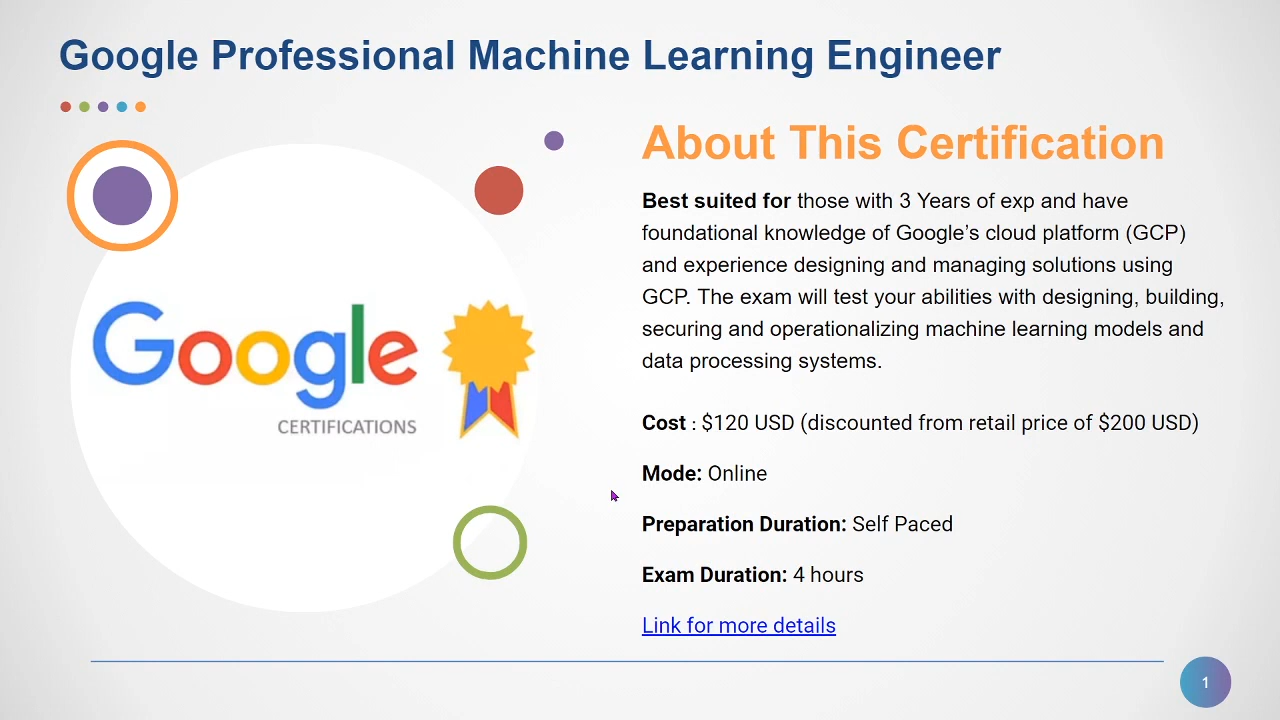 Google Professional Machine Learning Engineer
About This Certification
Best suited for those with 3 Years of exp and have
foundational knowledge of Google’s cloud platform (GCP)
and experience designing and managing solutions using
GCP. The exam will test your abilities with designing, building,
securing and operationalizing machine learning models and
data processing systems.
Google
CERTIFICATIONS
Cost : $120 USD (discounted from retail price of $200 USD)
Mode: Online
Preparation Duration: Self Paced
Exam Duration: 4 hours
Link for more details
1